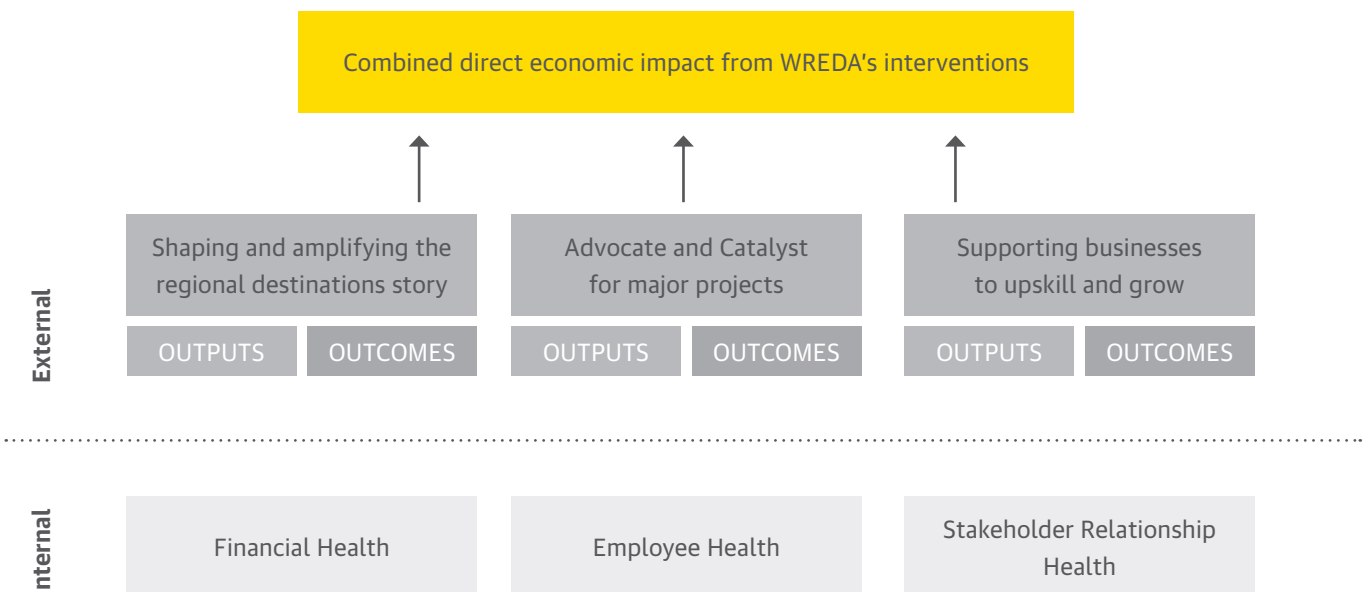 Combined direct economic impact from WREDA's interventions
External
Shaping and amplifying the
regional destinations story
OUTPUTS
OUTCOMES
Advocate and Catalyst
for major projects
OUTPUTS
OUTCOMES
Supporting businesses
to upskill and grow
OUTPUTS
OUTCOMES
nternal
Financial Health
Employee Health
Stakeholder Relationship
Health